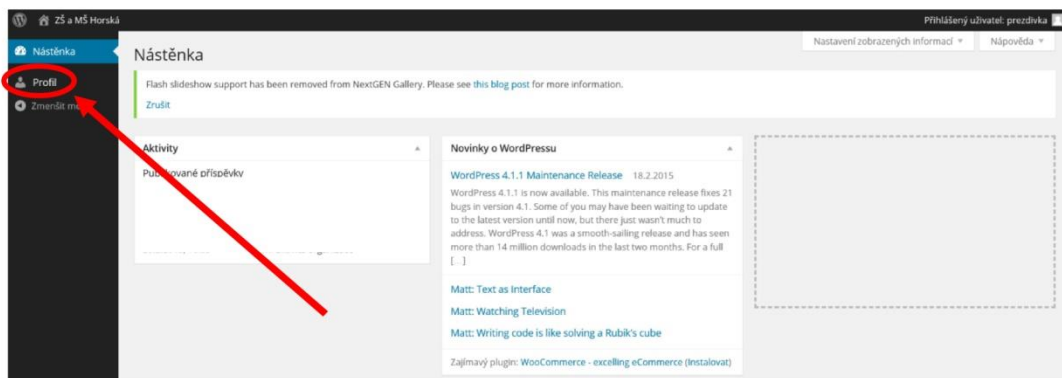 ZŠ a MŠ Horská
Přihlášený uživatel: prezdivka
Nástěnka
Profil
Zmenšit
Nastavení zobrazených informací
Nápověda
Nástěnka
Flash slideshow support has been removed from NextGEN Gallery. Please see this blog post for more information.
Zrušit
Aktivity
Publikované příspěvky
Novinky o WordPressu
WordPress 4.1.1 Maintenance Release 18.2.2015
WordPress 4.1.1 is now available. This maintenance release fixes 21
bugs in version 4.1. Some of you may have been waiting to update
to the latest version until now, but there just wasn't much to
address. WordPress 4.1 was a smooth-sailing release and has seen
more than 14 million downloads in the last two months. For a full
[…]
Matt: Text as Interface
Matt: Watching Television
Matt: Writing code is like solving a Rubik's cube
Zajímavý plugin: WooCommerce - excelling eCommerce (Instalovat)